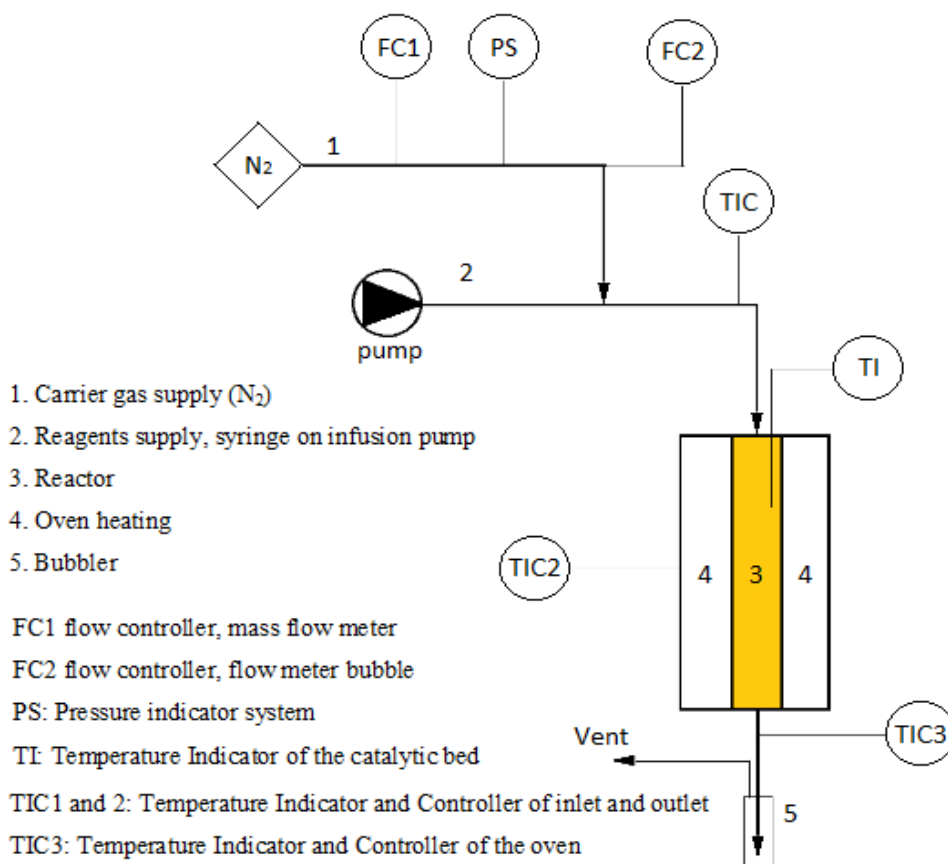 FC1
PS
FC2
1
N2
TIC
2
pump
TI
1. Carrier gas supply (N2)
2. Reagents supply, syringe on infusion pump
3. Reactor
4. Oven heating
5. Bubbler
TIC2
4
3
4
FC1 flow controller, mass flow meter
FC2 flow controller, flow meter bubble
PS: Pressure indicator system
TI: Temperature Indicator of the catalytic bed
TIC1 and 2: Temperature Indicator and Controller of inlet and outlet
TIC3: Temperature Indicator and Controller of the oven
Vent
TIC3
5